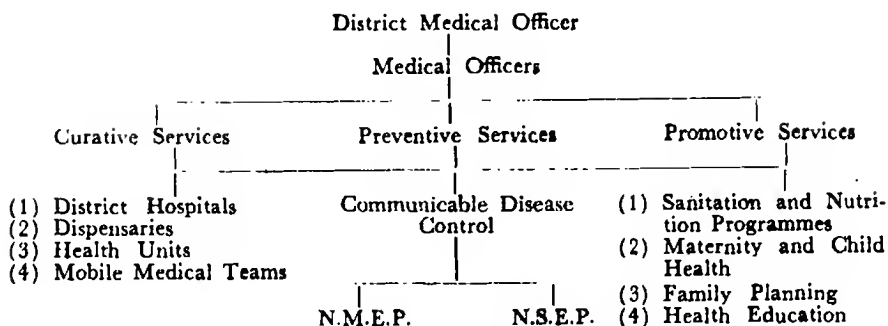 District Medical Officer
Medical Officers
Curative Services
Preventive Services
Promotive Services
(1) District Hospitals
(2) Dispensaries
(3) Health Units
(4) Mobile Medical Teams
Communicable Disease
Control
N.M.E.P.
N.S.E.P.
(1) Sanitation and Nutri-
tion Programmes
(2) Maternity and Child
Health
(3) Family Planning
(4) Health Education